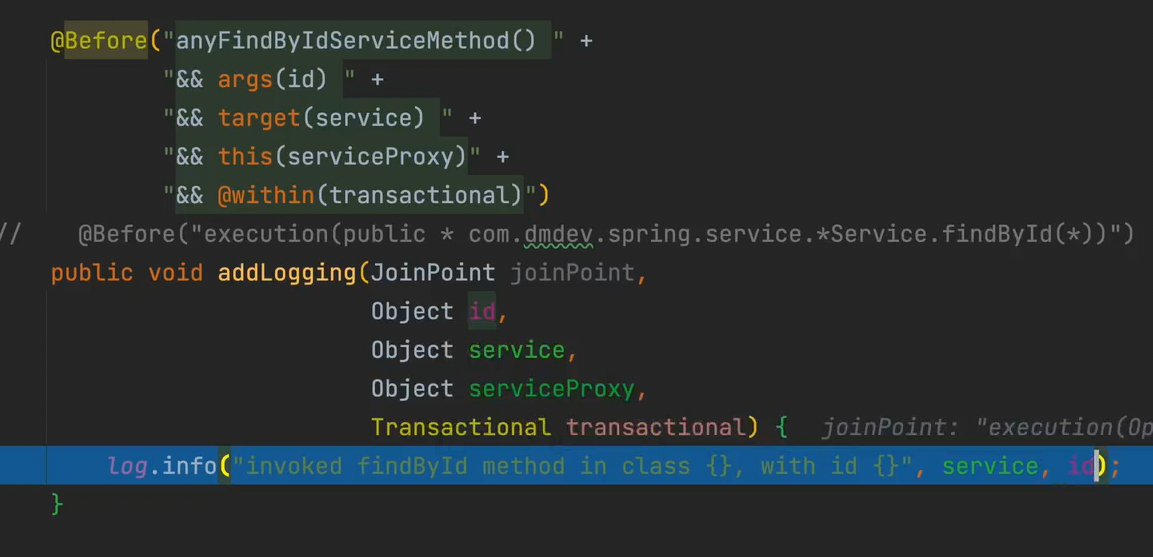 @Before("anyFindByIdServiceMethod() " +
"&& args(id) " +
"&& target(service) " +
"&& this(serviceProxy)" +
"&& @within(transactional)")
// @Before("execution(public * com.dmdev.spring.service.*Service.findById(*))")
public void addLogging(JoinPoint joinPoint,
Object id,
Object service,
Object serviceProxy,
Transactional transactional) { joinPoint: "execution(Op
log.info("invoked findById method in class {}, with id {}", service, id);
}